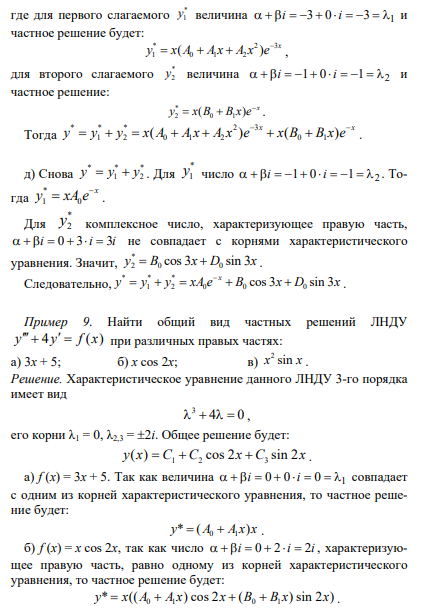 где для первого слагаемого y₁* величина α + βi = −3 + 0 · i = −3 = λ₁ и
частное решение будет:
y₁* = x(A₀ + A₁x + A₂x²)e⁻³ˣ ,
для второго слагаемого y₂* величина α + βi = −1 + 0 · i = −1 = λ₂ и
частное решение:
y₂* = x(B₀ + B₁x)e⁻ˣ .
Тогда y* = y₁* + y₂* = x(A₀ + A₁x + A₂x²)e⁻³ˣ + x(B₀ + B₁x)e⁻ˣ .
д) Снова y* = y₁* + y₂* . Для y₁* число α + βi = −1 + 0 · i = −1 = λ₂ . То-
гда y₁* = xA₀e⁻ˣ .
Для y₂* комплексное число, характеризующее правую часть,
α + βi = 0 + 3 · i = 3i не совпадает с корнями характеристического
уравнения. Значит, y₂* = B₀ cos 3x + D₀ sin 3x .
Следовательно, y* = y₁* + y₂* = xA₀e⁻ˣ + B₀ cos 3x + D₀ sin 3x .
Пример 9. Найти общий вид частных решений ЛНДУ
y‴ + 4y′ = f(x) при различных правых частях:
а) 3x + 5; б) x cos 2x; в) x² sin x .
Решение. Характеристическое уравнение данного ЛНДУ 3-го порядка
имеет вид
λ³ + 4λ = 0 ,
его корни λ₁ = 0, λ₂,₃ = ±2i. Общее решение будет:
y(x) = C₁ + C₂ cos 2x + C₃ sin 2x .
а) f (x) = 3x + 5. Так как величина α + βi = 0 + 0 · i = 0 = λ₁ совпадает
с одним из корней характеристического уравнения, то частное реше-
ние будет:
y* = (A₀ + A₁x)x .
б) f (x) = x cos 2x, так как число α + βi = 0 + 2 · i = 2i , характеризую-
щее правую часть, равно одному из корней характеристического
уравнения, то частное решение будет:
y* = x((A₀ + A₁x) cos 2x + (B₀ + B₁x) sin 2x) .